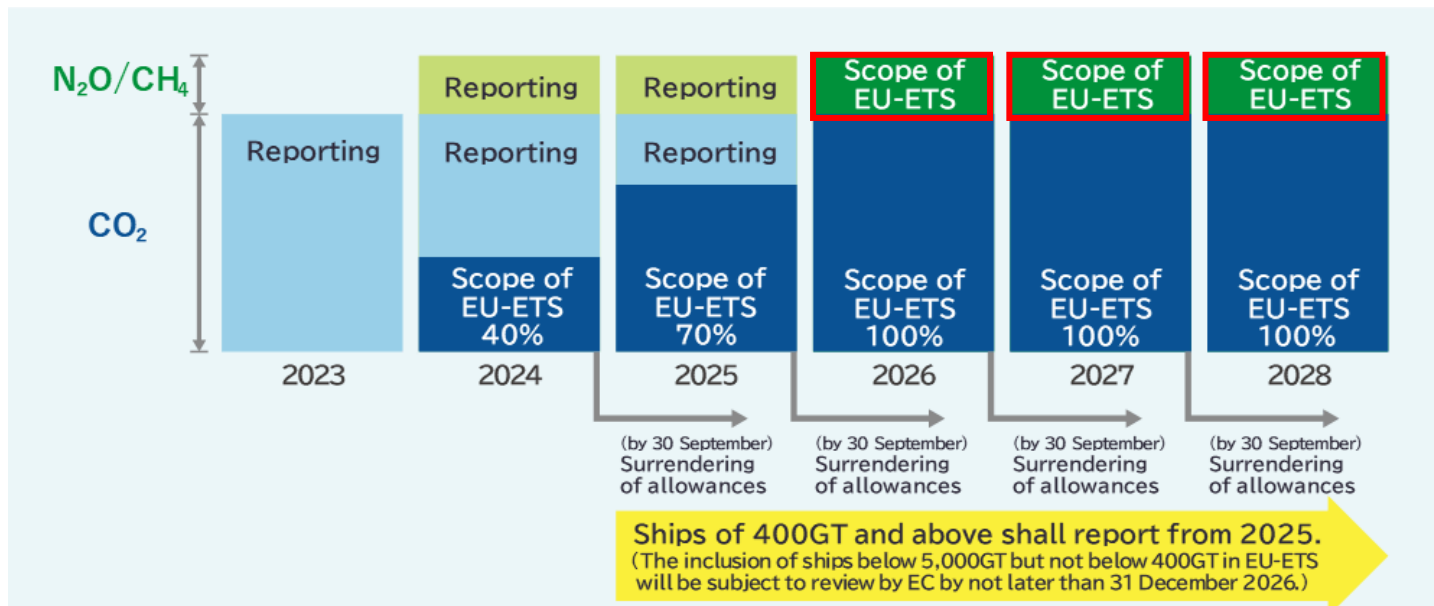 N₂O/CH₄
Reporting
Reporting
Scope of
EU-ETS
Scope of
EU-ETS
Scope of
EU-ETS
CO₂
Reporting
Reporting
Reporting
Scope of
EU-ETS
40%
Scope of
EU-ETS
70%
Scope of
EU-ETS
100%
Scope of
EU-ETS
100%
Scope of
EU-ETS
100%
2023
2024
2025
2026
2027
2028
(by 30 September)
Surrendering
of allowances
(by 30 September)
Surrendering
of allowances
(by 30 September)
Surrendering
of allowances
(by 30 September)
Surrendering
of allowances
Ships of 400GT and above shall report from 2025.
(The inclusion of ships below 5,000GT but not below 400GT in EU-ETS
will be subject to review by EC by not later than 31 December 2026.)